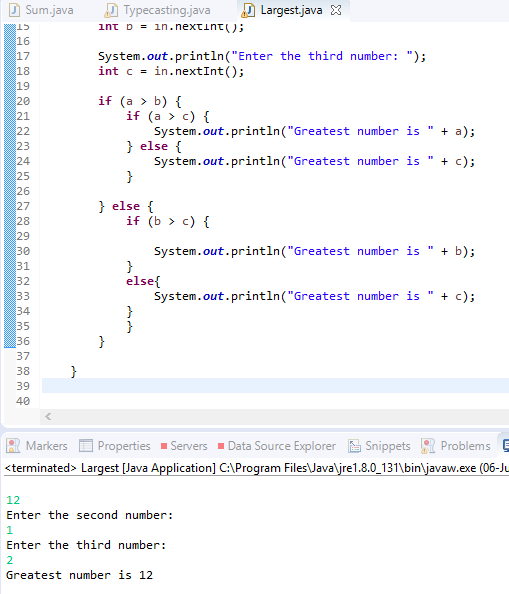 Sum.java Typecasting.java Largest.java
15 int b = in.nextInt();
16
17 System.out.println("Enter the third number: ");
18 int c = in.nextInt();
19
20 if (a > b) {
21 if (a > c) {
22 System.out.println("Greatest number is " + a);
23 } else {
24 System.out.println("Greatest number is " + c);
25 }
26
27 } else {
28 if (b > c) {
29
30 System.out.println("Greatest number is " + b);
31 }
32 else{
33 System.out.println("Greatest number is " + c);
34 }
35 }
36 }
37
38 }
39
40
Markers Properties Servers Data Source Explorer Snippets Problems
<terminated> Largest [Java Application] C:\Program Files\Java\jre1.8.0_131\bin\javaw.exe (06-Ju
12
Enter the second number:
1
Enter the third number:
2
Greatest number is 12